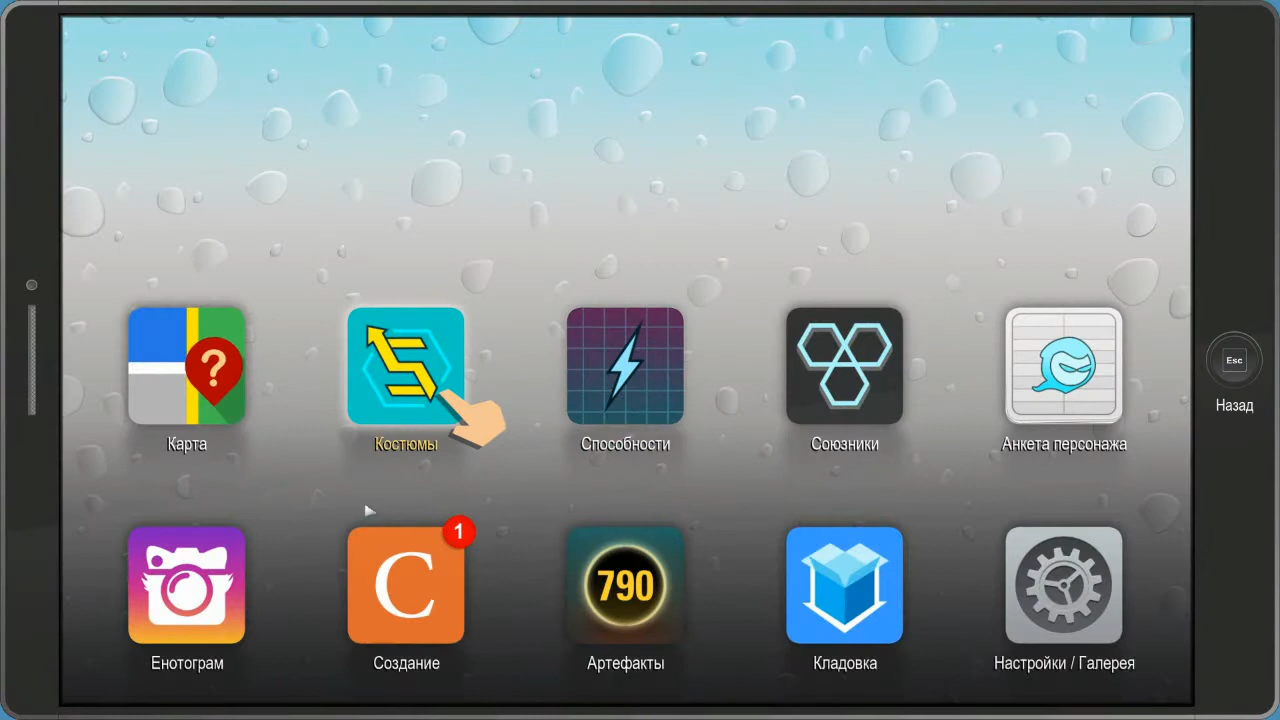 ?
Карта
Костюмы
Способности
Союзники
Анкета персонажа
Esc
Назад
Енотограм
1
C
Создание
790
Артефакты
Кладовка
Настройки / Галерея